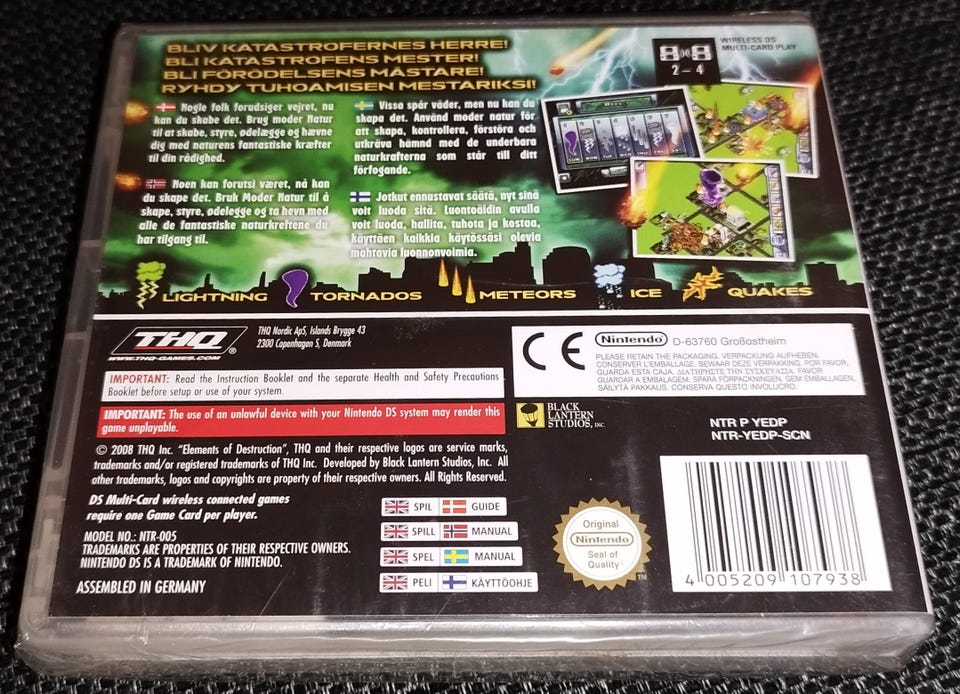 BLIV KATASTROFERNES HERRE!
BLI KATASTROFENS MESTER!
BLI FÖRÖDELSENS MÄSTARE!
RYHDY TUHOAMISEN MESTARIKSI!
WIRELESS DS
MULTI-CARD PLAY
2 – 4
Nogle folk forudsiger vejret, nu
kan du skabe det. Brug moder Natur
til at skabe, styre, ødelægge og hævne
dig med naturens fantastiske kræfter
til din rådighed.
Vissa spår väder, men nu kan du
skapa det. Använd moder natur för
att skapa, kontrollera, förstöra och
utkräva hämnd med de underbara
naturkrafterna som står till ditt
förfogande.
Noen kan forutsi været, nå kan
du skape det. Bruk Moder Natur til å
skape, styre, ødelegge og ta hevn med
alle de fantastiske naturkreftene du
har tilgang til.
Jotkut ennustavat säätä, nyt sinä
voit luoda sitä. Luontoäidin avulla
voit luoda, hallita, tuhota ja kostaa,
käyttäen kaikkia käytössäsi olevia
mahtavia luonnonvoimia.
LIGHTNING
TORNADOS
METEORS
ICE
QUAKES
THQ®
WWW.THQ-GAMES.COM
THQ Nordic ApS, Islands Brygge 43
2300 Copenhagen S, Denmark
IMPORTANT: Read the Instruction Booklet and the separate Health and Safety Precautions
Booklet before setup or use of your system.
IMPORTANT: The use of an unlawful device with your Nintendo DS system may render this
game unplayable.
CE
Nintendo
D-63760 Großostheim
PLEASE RETAIN THE PACKAGING. VERPACKUNG AUFHEBEN.
CONSERVER L'EMBALLAGE. BEWAAR DEZE VERPAKKING. POR FAVOR,
GUARDA ESTA CAJA. ΔΙΑΤΗΡΗΣΤΕ ΤΗΝ ΣΥΣΚΕΥΑΣΙΑ. FAVOR
GUARDAR A EMBALAGEM. SPARA FÖRPACKNINGEN. GEM EMBALLAGEN.
SÄILYTÄ PAKKAUS. CONSERVA QUESTO INVOLUCRO.
BLACK
LANTERN
STUDIOS, INC.
NTR P YEDP
NTR-YEDP-SCN
© 2008 THQ Inc. "Elements of Destruction", THQ and their respective logos are service marks,
trademarks and/or registered trademarks of THQ Inc. Developed by Black Lantern Studios, Inc. All
other trademarks, logos and copyrights are property of their respective owners. All Rights Reserved.
DS Multi-Card wireless connected games
require one Game Card per player.
MODEL NO.: NTR-005
TRADEMARKS ARE PROPERTIES OF THEIR RESPECTIVE OWNERS.
NINTENDO DS IS A TRADEMARK OF NINTENDO.
ASSEMBLED IN GERMANY
SPIL GUIDE
SPILL MANUAL
SPEL MANUAL
PELI KÄYTTÖOHJE
Original
Nintendo
Seal of
Quality
TM
4 005209 107938